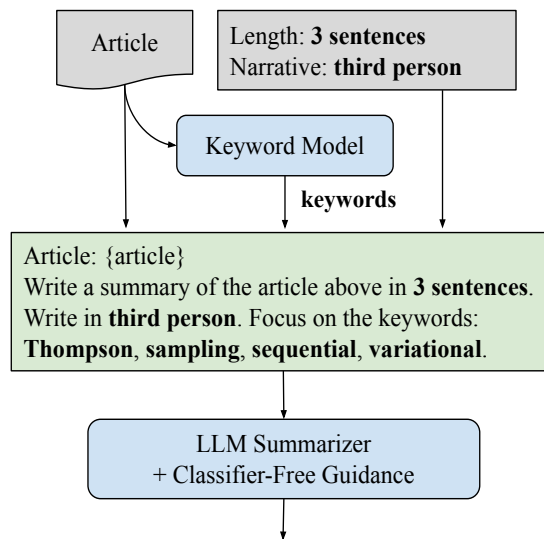 Article
Length: 3 sentences
Narrative: third person
Keyword Model
keywords
Article: {article}
Write a summary of the article above in 3 sentences.
Write in third person. Focus on the keywords:
Thompson, sampling, sequential, variational.
LLM Summarizer
+ Classifier-Free Guidance